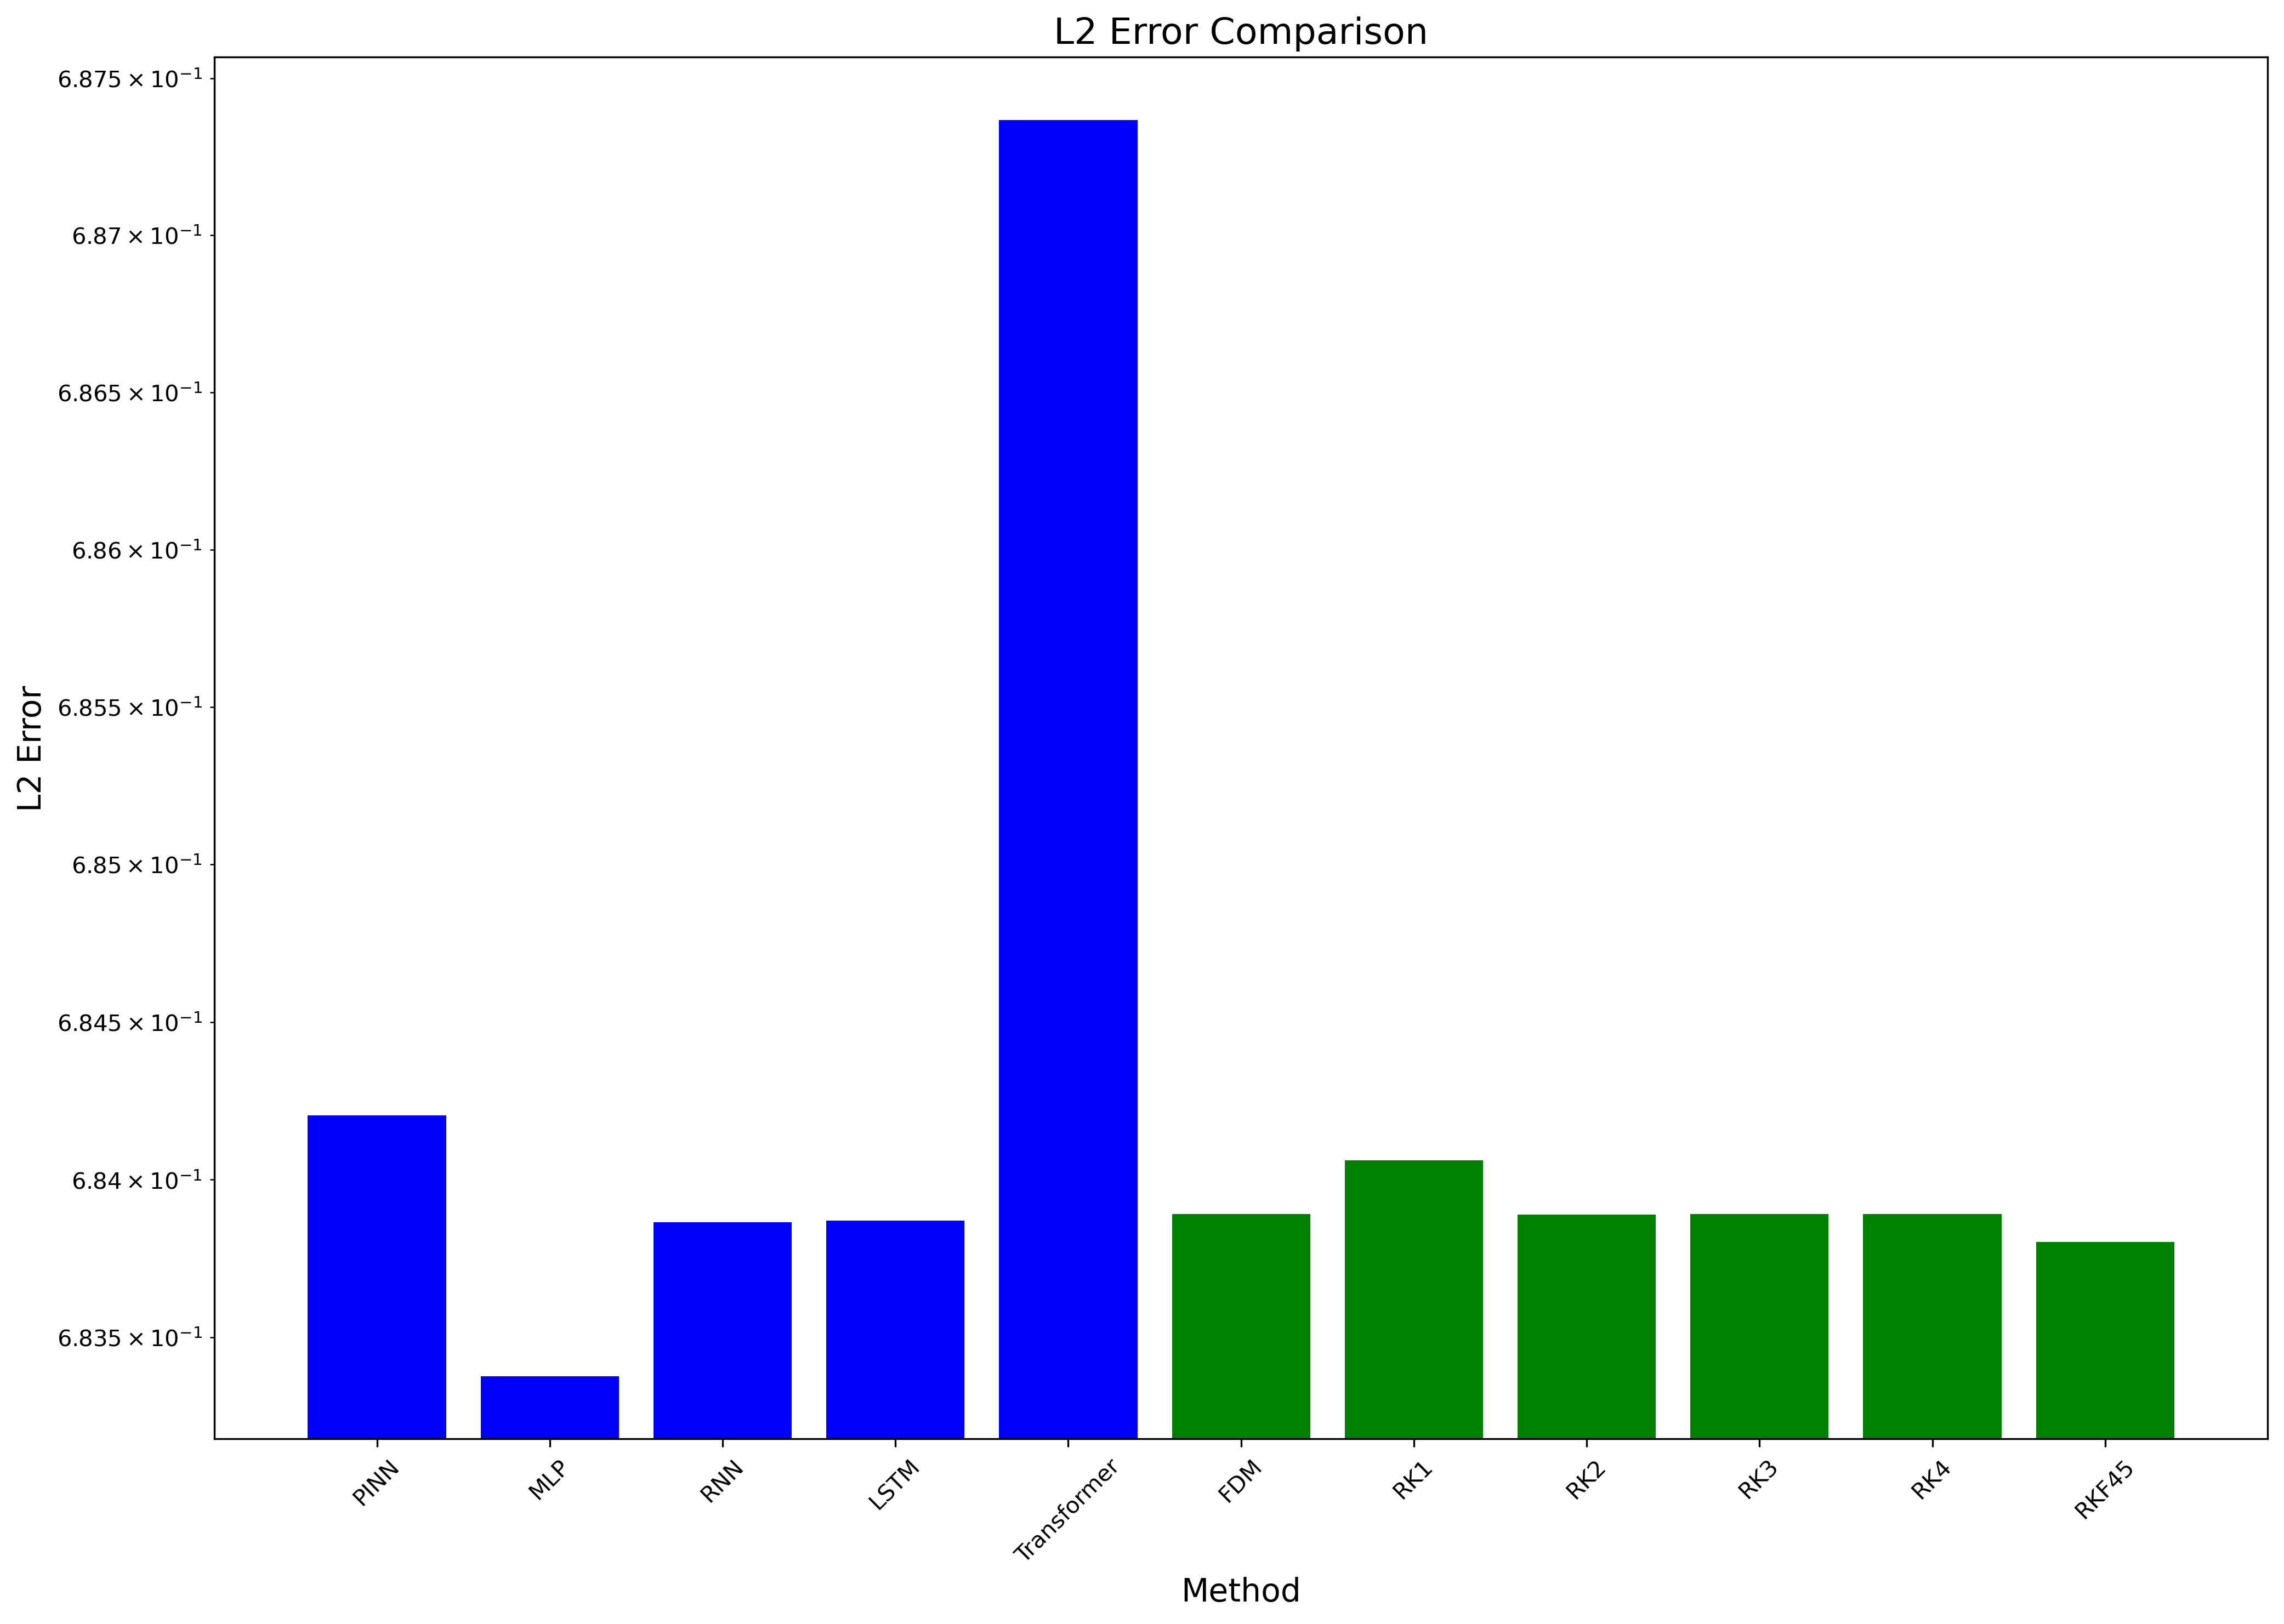 L2 Error Comparison
6.875 × 10⁻¹
6.87 × 10⁻¹
6.865 × 10⁻¹
6.86 × 10⁻¹
6.855 × 10⁻¹
6.85 × 10⁻¹
6.845 × 10⁻¹
6.84 × 10⁻¹
6.835 × 10⁻¹
L2 Error
PINN
MLP
RNN
LSTM
Transformer
FDM
RK1
RK2
RK3
RK4
RKF45
Method